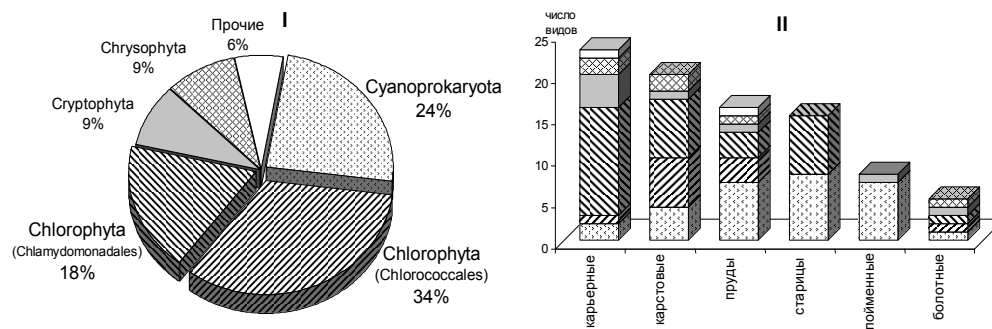 I
Прочие
6%
Chrysophyta
9%
Cryptophyta
9%
Cyanoprokaryota
24%
Chlorophyta
(Chlamydomonadales)
18%
Chlorophyta
(Chlorococcales)
34%
II
число
видов
25
20
15
10
5
0
карьерные
карстовые
пруды
старицы
пойменные
болотные